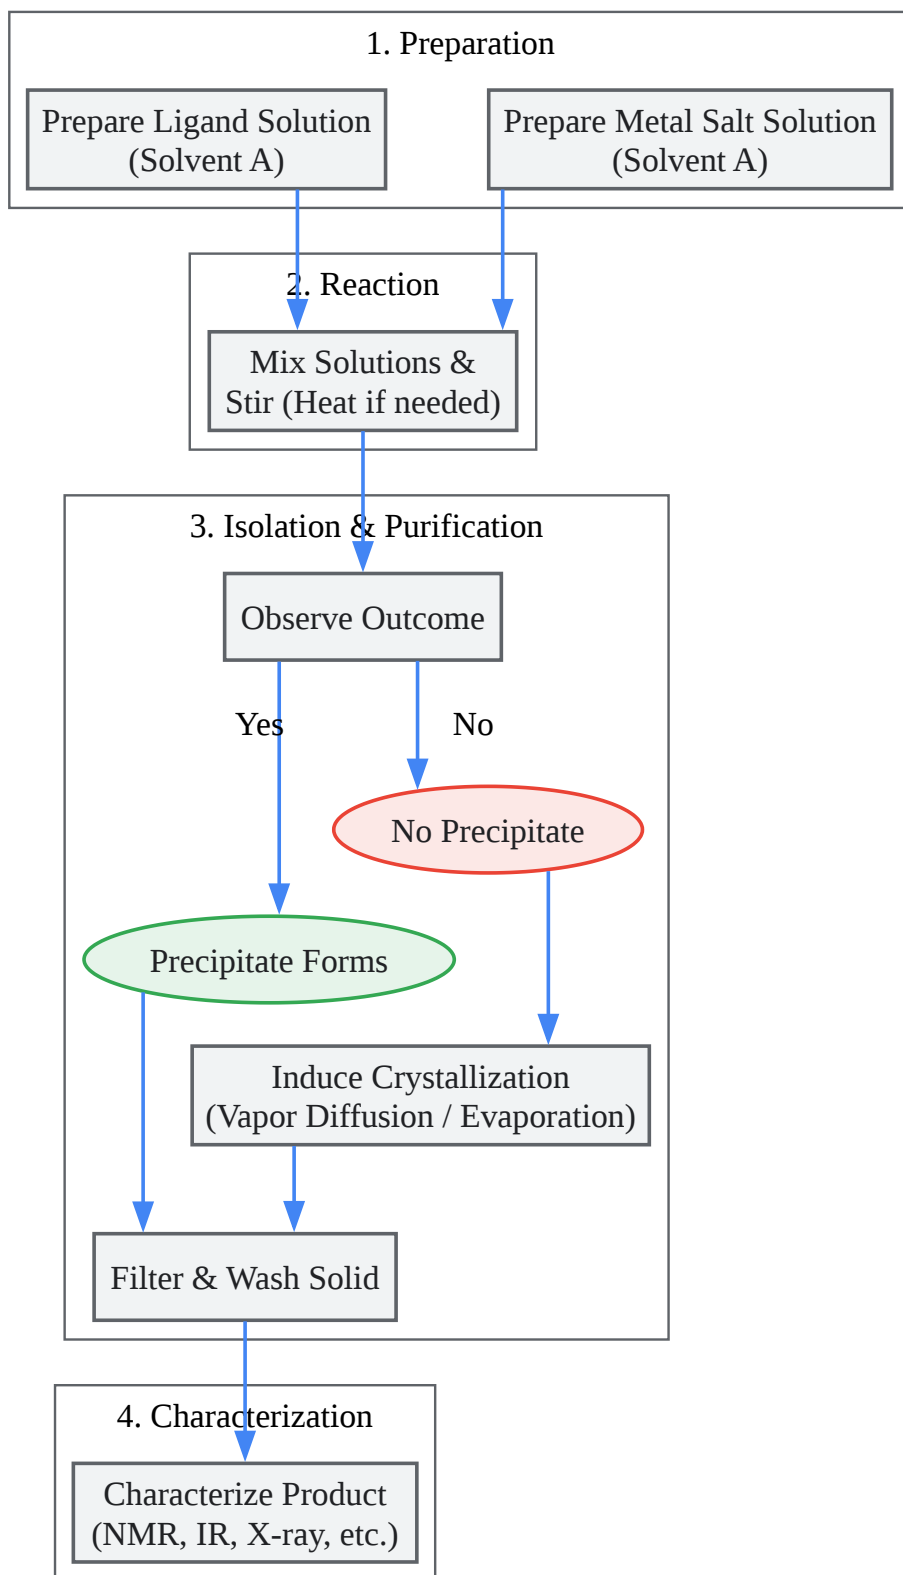 1. Preparation
Prepare Ligand Solution
(Solvent A)
Prepare Metal Salt Solution
(Solvent A)
2. Reaction
Mix Solutions &
Stir (Heat if needed)
3. Isolation & Purification
Observe Outcome
Yes
No
No Precipitate
Precipitate Forms
Induce Crystallization
(Vapor Diffusion / Evaporation)
Filter & Wash Solid
4. Characterization
Characterize Product
(NMR, IR, X-ray, etc.)